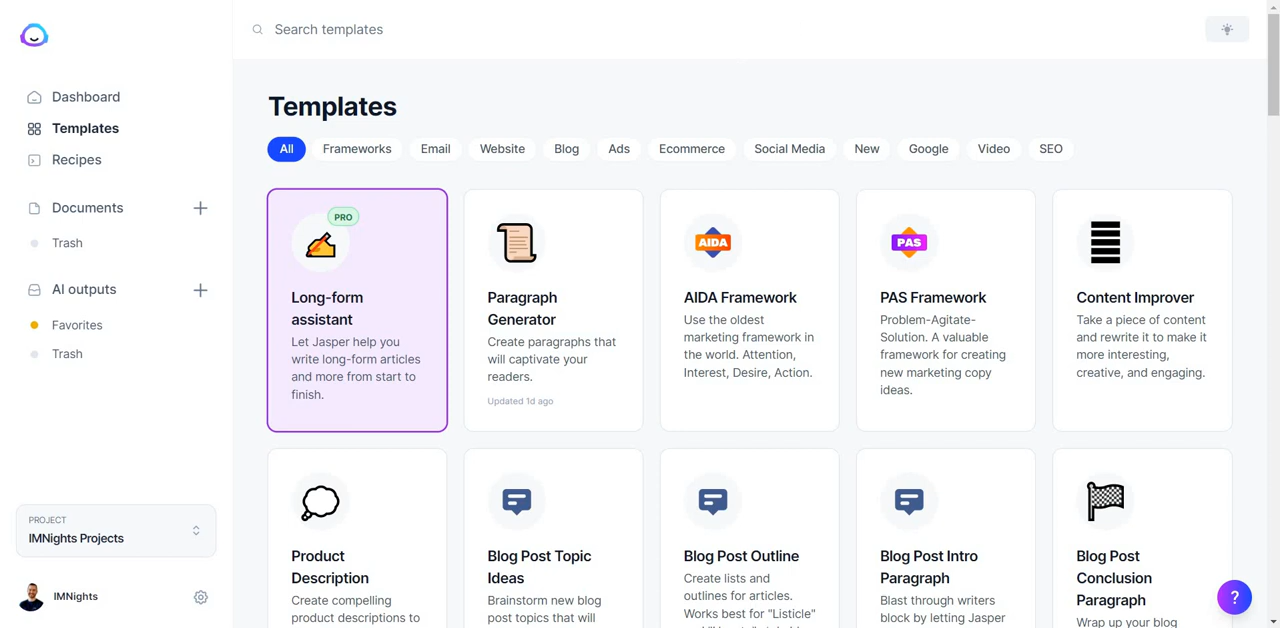 Search templates
Dashboard
Templates
Recipes
Documents
Trash
AI outputs
Favorites
Trash
PROJECT
IMNights Projects
IMNights
Templates
All
Frameworks
Email
Website
Blog
Ads
Ecommerce
Social Media
New
Google
Video
SEO
PRO
Long-form
assistant
Let Jasper help you
write long-form articles
and more from start to
finish.
Paragraph
Generator
Create paragraphs that
will captivate your
readers.
Updated 1d ago
AIDA
AIDA Framework
Use the oldest
marketing framework in
the world. Attention,
Interest, Desire, Action.
PAS
PAS Framework
Problem-Agitate-
Solution. A valuable
framework for creating
new marketing copy
ideas.
Content Improver
Take a piece of content
and rewrite it to make it
more interesting,
creative, and engaging.
Product
Description
Create compelling
product descriptions to
Blog Post Topic
Ideas
Brainstorm new blog
post topics that will
Blog Post Outline
Create lists and
outlines for articles.
Works best for "Listicle"
Blog Post Intro
Paragraph
Blast through writers
block by letting Jasper
Blog Post
Conclusion
Paragraph
Wrap up your blog
?